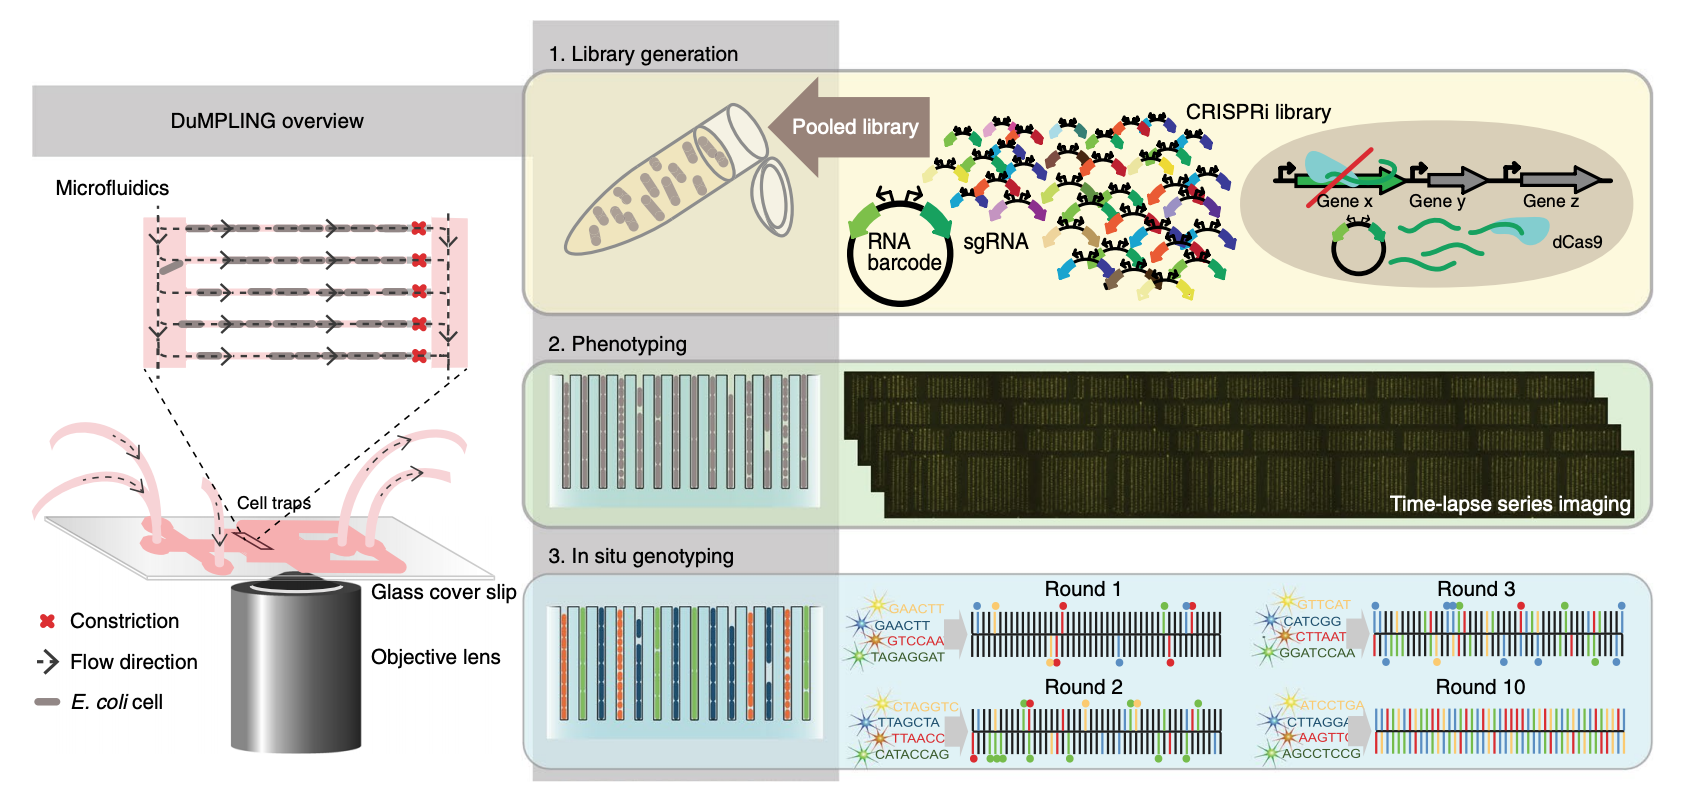 DuMPLING overview
Microfluidics
Cell traps
Glass cover slip
Objective lens
Constriction
Flow direction
E. coli cell
1. Library generation
Pooled library
CRISPRi library
RNA
barcode
sgRNA
Gene x
Gene y
Gene z
dCas9
2. Phenotyping
Time-lapse series imaging
3. In situ genotyping
Round 1
GAACTT
GAACTT
GTCCAA
TAGAGGAT
Round 2
CTAGGTC
TTAGCTA
TTAACC
CATACCAG
Round 3
GTTCAT
CATCGG
CTTAAT
GGATCCAA
Round 10
ATCCTGA
CTTAGGA
AAGTTC
AGCCTCCG